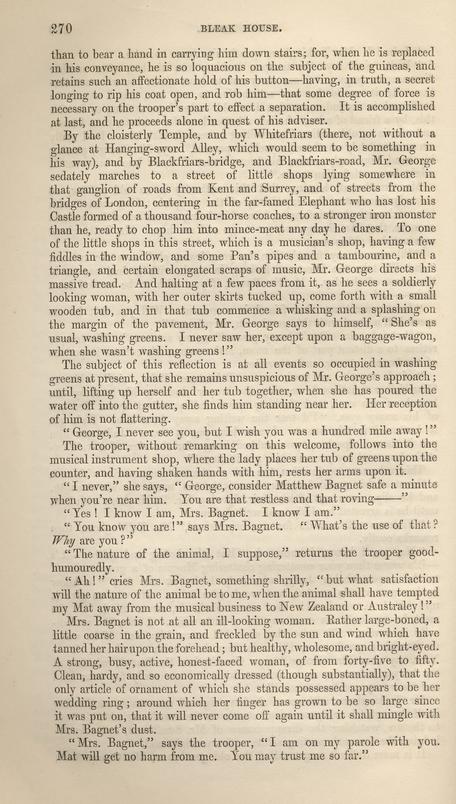 270 BLEAK HOUSE.
than to bear a hand in carrying him down stairs; for, when he is replaced
in his conveyance, he is so loquacious on the subject of the guineas, and
retains such an affectionate hold of his button—having, in truth, a secret
longing to rip his coat open, and rob him—that some degree of force is
necessary on the trooper's part to effect a separation. It is accomplished
at last, and he proceeds alone in quest of his adviser.
By the cloisterly Temple, and by Whitefriars (there, not without a
glance at Hanging-sword Alley, which would seem to be something in
his way), and by Blackfriars-bridge, and Blackfriars-road, Mr. George
sedately marches to a street of little shops lying somewhere in
that ganglion of roads from Kent and Surrey, and of streets from the
bridges of London, centering in the far-famed Elephant who has lost his
Castle formed of a thousand four-horse coaches, to a stronger iron monster
than he, ready to chop him into mince-meat any day he dares. To one
of the little shops in this street, which is a musician's shop, having a few
fiddles in the window, and some Pan's pipes and a tambourine, and a
triangle, and certain elongated scraps of music, Mr. George directs his
massive tread. And halting at a few paces from it, as he sees a soldierly
looking woman, with her outer skirts tucked up, come forth with a small
wooden tub, and in that tub commence a whisking and a splashing on
the margin of the pavement, Mr. George says to himself, "She's as
usual, washing greens. I never saw her, except upon a baggage-wagon,
when she wasn't washing greens!"
The subject of this reflection is at all events so occupied in washing
greens at present, that she remains unsuspicious of Mr. George's approach;
until, lifting up herself and her tub together, when she has poured the
water off into the gutter, she finds him standing near her. Her reception
of him is not flattering.
"George, I never see you, but I wish you was a hundred mile away!"
The trooper, without remarking on this welcome, follows into the
musical instrument shop, where the lady places her tub of greens upon the
counter, and having shaken hands with him, rests her arms upon it.
"I never," she says, "George, consider Matthew Bagnet safe a minute
when you're near him. You are that restless and that roving——"
"Yes! I know I am, Mrs. Bagnet. I know I am."
"You know you are!" says Mrs. Bagnet. "What's the use of that?
Why are you?"
"The nature of the animal, I suppose," returns the trooper good-
humouredly.
"Ah!" cries Mrs. Bagnet, something shrilly, "but what satisfaction
will the nature of the animal be to me, when the animal shall have tempted
my Mat away from the musical business to New Zealand or Australey!"
Mrs. Bagnet is not at all an ill-looking woman. Rather large-boned, a
little coarse in the grain, and freckled by the sun and wind which have
tanned her hair upon the forehead; but healthy, wholesome, and bright-eyed.
A strong, busy, active, honest-faced woman, of from forty-five to fifty.
Clean, hardy, and so economically dressed (though substantially), that the
only article of ornament of which she stands possessed appears to be her
wedding ring; around which her finger has grown to be so large since
it was put on, that it will never come off again until it shall mingle with
Mrs. Bagnet's dust.
"Mrs. Bagnet," says the trooper, "I am on my parole with you.
Mat will get no harm from me. You may trust me so far."